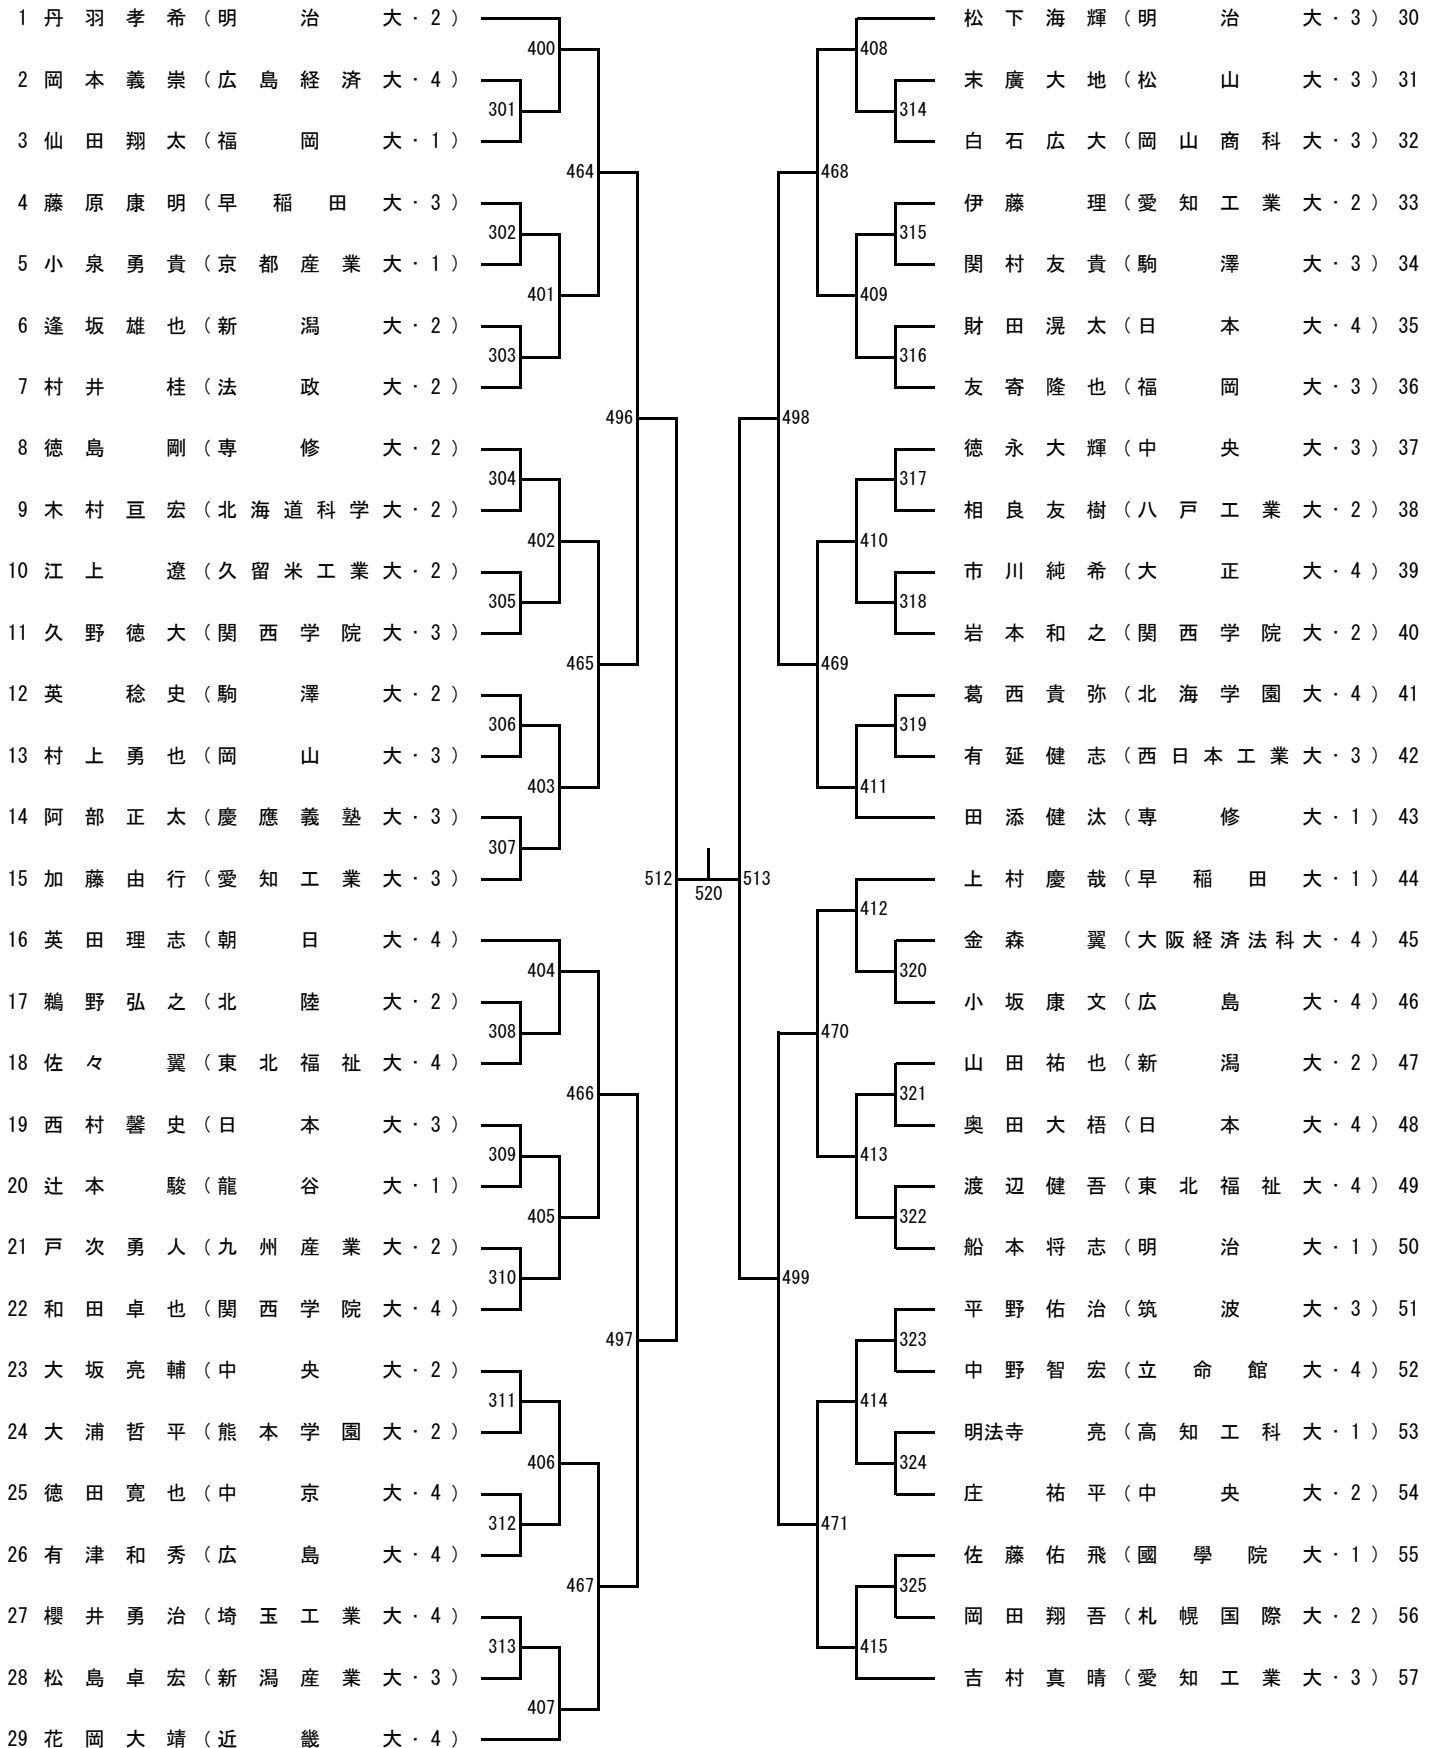 1 丹羽孝希（明治大・2）
400
2 岡本義崇（広島経済大・4）
301
3 仙田翔太（福岡大・1）
464
4 藤原康明（早稲田大・3）
302
5 小泉勇貴（京都産業大・1）
401
6 逢坂雄也（新潟大・2）
303
7 村井桂（法政大・2）
496
8 徳島剛（専修大・2）
304
9 木村亘宏（北海道科学大・2）
402
10 江上遼（久留米工業大・2）
305
11 久野徳大（関西学院大・3）
465
12 英稔史（駒澤大・2）
306
13 村上勇也（岡山大・3）
403
14 阿部正太（慶應義塾大・3）
307
15 加藤由行（愛知工業大・3）
512
520
16 英田理志（朝日大・4）
404
17 鵜野弘之（北陸大・2）
308
18 佐々翼（東北福祉大・4）
466
19 西村馨史（日本大・3）
309
20 辻本駿（龍谷大・1）
405
21 戸次勇人（九州産業大・2）
310
22 和田卓也（関西学院大・4）
497
23 大坂亮輔（中央大・2）
311
24 大浦哲平（熊本学園大・2）
406
25 徳田寛也（中京大・4）
312
26 有津和秀（広島大・4）
467
27 櫻井勇治（埼玉工業大・4）
313
28 松島卓宏（新潟産業大・3）
407
29 花岡大靖（近畿大・4）
松下海輝（明治大・3）30
408
末廣大地（松山大・3）31
314
白石広大（岡山商科大・3）32
468
伊藤理（愛知工業大・2）33
315
関村友貴（駒澤大・3）34
409
財田滉太（日本大・4）35
316
友寄隆也（福岡大・3）36
498
徳永大輝（中央大・3）37
317
相良友樹（八戸工業大・2）38
410
市川純希（大正大・4）39
318
岩本和之（関西学院大・2）40
469
葛西貴弥（北海学園大・4）41
319
有延健志（西日本工業大・3）42
411
田添健汰（専修大・1）43
513
上村慶哉（早稲田大・1）44
412
金森翼（大阪経済法科大・4）45
320
小坂康文（広島大・4）46
470
山田祐也（新潟大・2）47
321
奥田大梧（日本大・4）48
413
渡辺健吾（東北福祉大・4）49
322
船本将志（明治大・1）50
499
平野佑治（筑波大・3）51
323
中野智宏（立命館大・4）52
414
明法寺亮（高知工科大・1）53
324
庄祐平（中央大・2）54
471
佐藤佑飛（國學院大・1）55
325
岡田翔吾（札幌国際大・2）56
415
吉村真晴（愛知工業大・3）57